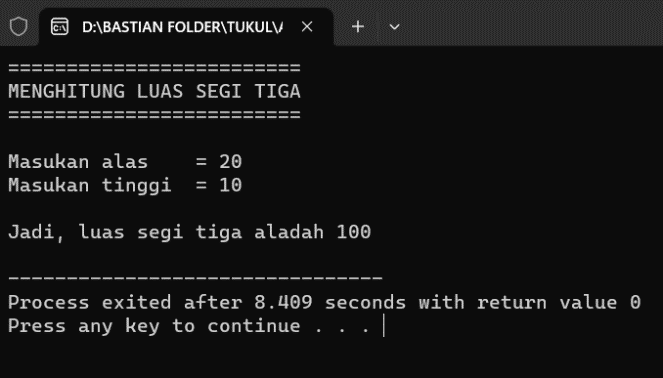 D:\BASTIAN FOLDER\TUKUL\
=========================
MENGHITUNG LUAS SEGI TIGA
=========================
Masukan alas    = 20
Masukan tinggi  = 10
Jadi, luas segi tiga aladah 100
--------------------------------
Process exited after 8.409 seconds with return value 0
Press any key to continue . . .